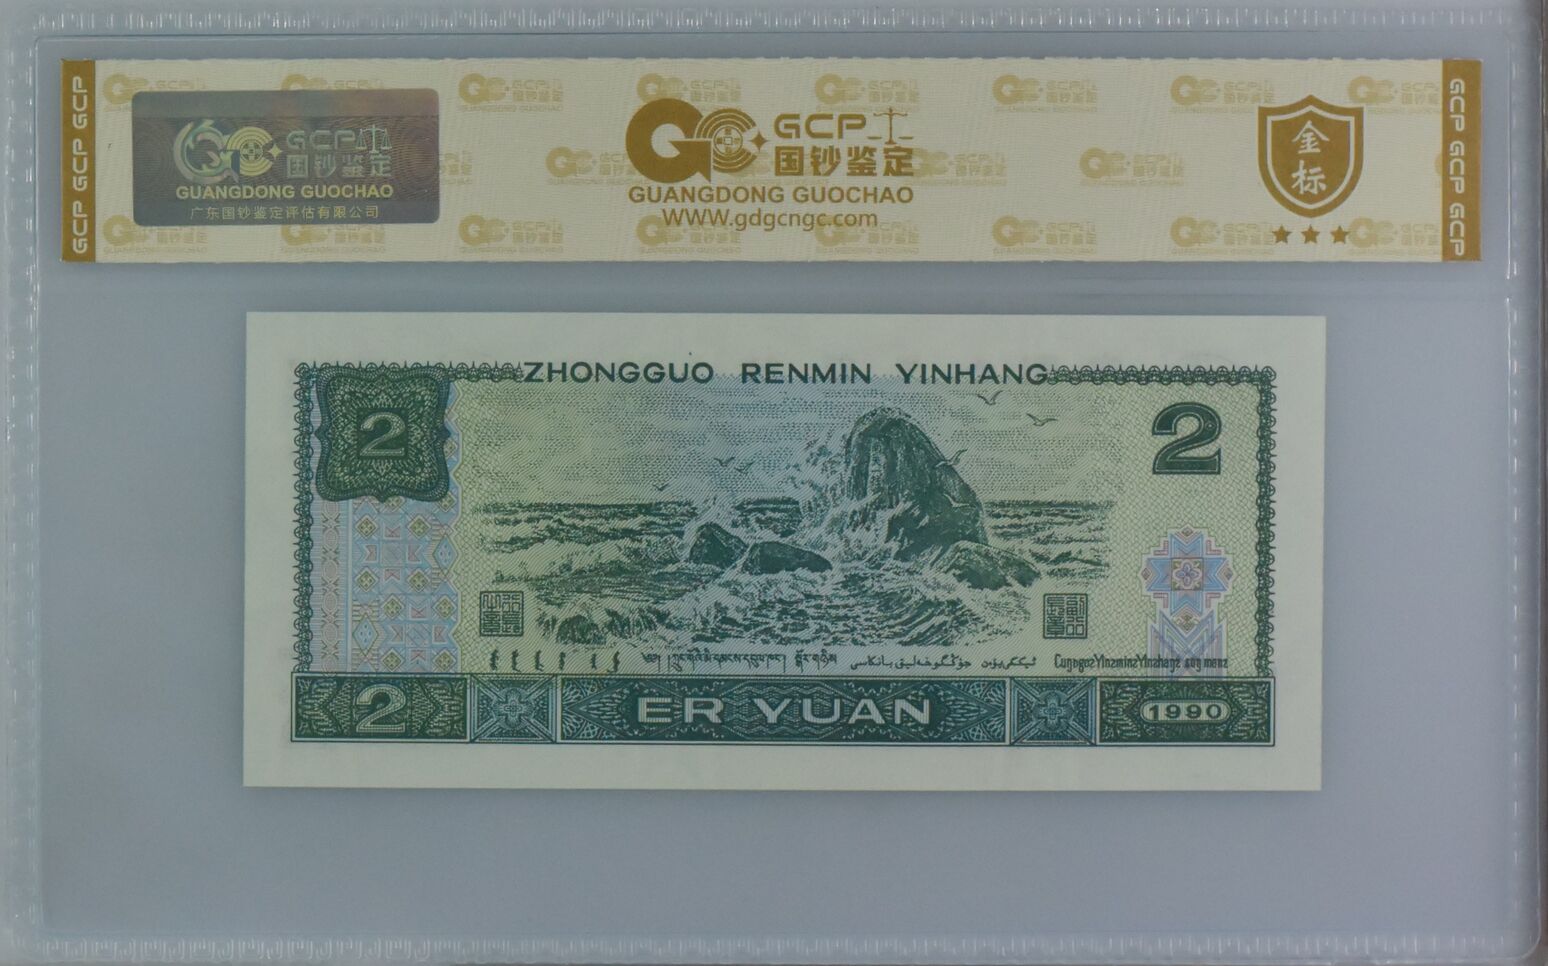 GCP GCP GCP
GCP
国钞鉴定
GUANGDONG GUOCHAO
广东国钞鉴定评估有限公司
GCP
国钞鉴定
GUANGDONG GUOCHAO
WWW.gdgcngc.com
金标
GCP GCP GCP
ZHONGGUO RENMIN YINHANG
2
2
2
ER YUAN
1990